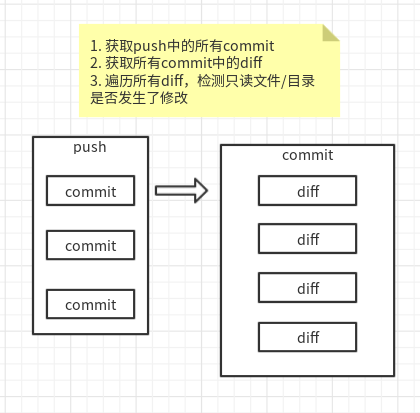 1. 获取push中的所有commit
2. 获取所有commit中的diff
3. 遍历所有diff，检测只读文件/目录
是否发生了修改
push
commit
commit
commit
commit
diff
diff
diff
diff